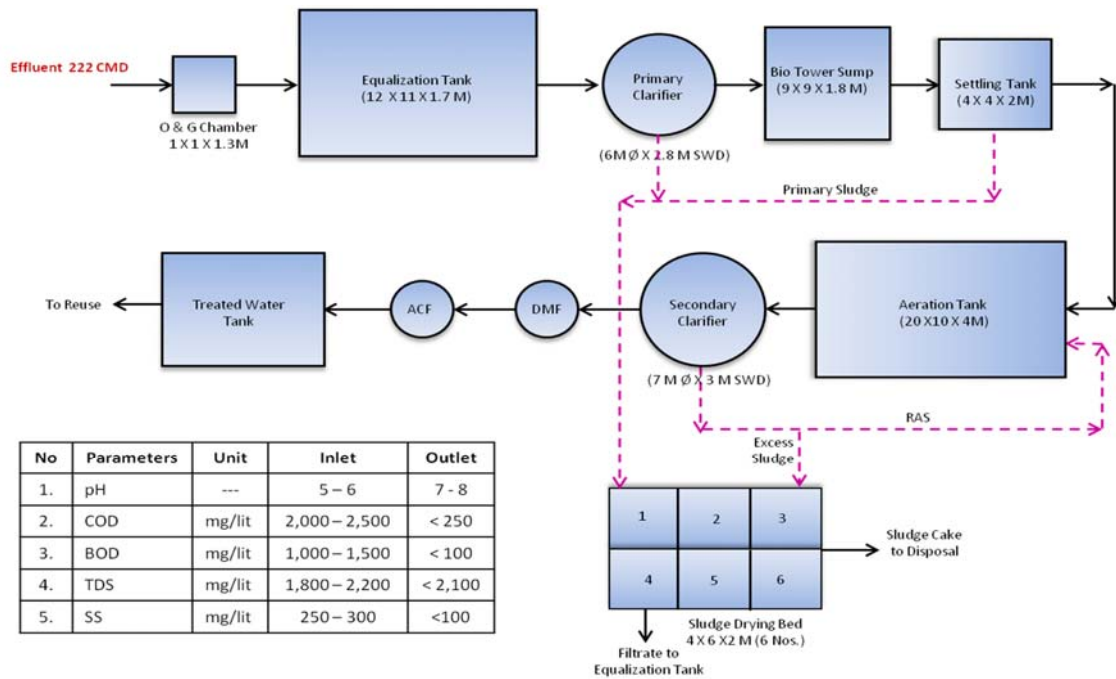 Effluent 222 CMD
O & G Chamber
1 X 1 X 1.3M
Equalization Tank
(12 X 11 X 1.7 M)
Primary
Clarifier
(6M Ø X 2.8 M SWD)
Bio Tower Sump
(9 X 9 X 1.8 M)
Settling Tank
(4 X 4 X 2M)
Primary Sludge
To Reuse
Treated Water
Tank
ACF
DMF
Secondary
Clarifier
(7 M Ø X 3 M SWD)
Aeration Tank
(20 X10 X 4M)
RAS
Excess
Sludge
No Parameters Unit Inlet Outlet
1. pH --- 5 – 6 7 - 8
2. COD mg/lit 2,000 – 2,500 < 250
3. BOD mg/lit 1,000 – 1,500 < 100
4. TDS mg/lit 1,800 – 2,200 < 2,100
5. SS mg/lit 250 – 300 <100
1 2 3
4 5 6
Sludge Cake
to Disposal
Sludge Drying Bed
4 X 6 X2 M (6 Nos.)
Filtrate to
Equalization Tank